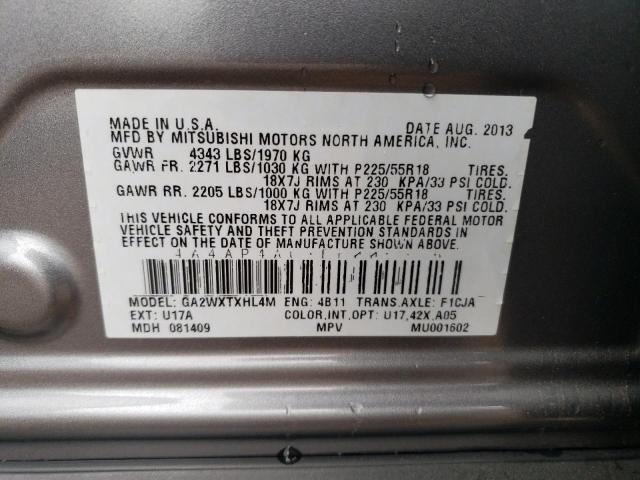 MADE IN U.S.A. DATE AUG. 2013
MFD BY MITSUBISHI MOTORS NORTH AMERICA, INC.
GVWR 4343 LBS/1970 KG
GAWR FR. 2271 LBS/1030 KG WITH P225/55R18 TIRES.
18X7J RIMS AT 230 KPA/33 PSI COLD.
GAWR RR. 2205 LBS/1000 KG WITH P225/55R18 TIRES.
18X7J RIMS AT 230 KPA/33 PSI COLD.
THIS VEHICLE CONFORMS TO ALL APPLICABLE FEDERAL MOTOR
VEHICLE SAFETY AND THEFT PREVENTION STANDARDS IN
EFFECT ON THE DATE OF MANUFACTURE SHOWN ABOVE.
MODEL: GA2WXTXHL4M ENG: 4B11 TRANS.AXLE: F1CJA
EXT: U17A COLOR,INT,OPT: U17,42X,A05
MDH 081409 MPV MU001602